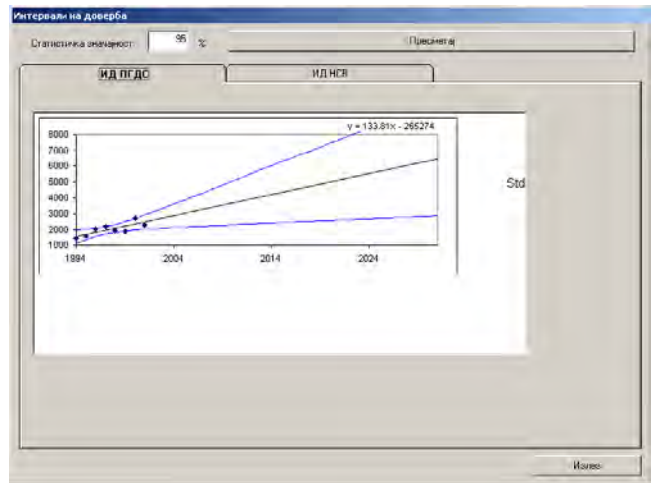 Интервали на доверба
Статистичка значајност 95 % Пресметај
ИД ПГДС ИД НСВ
y = 133.81x - 265274
8000
7000
6000
5000
4000
3000
2000
1000
1994 2004 2014 2024
Std
Излез